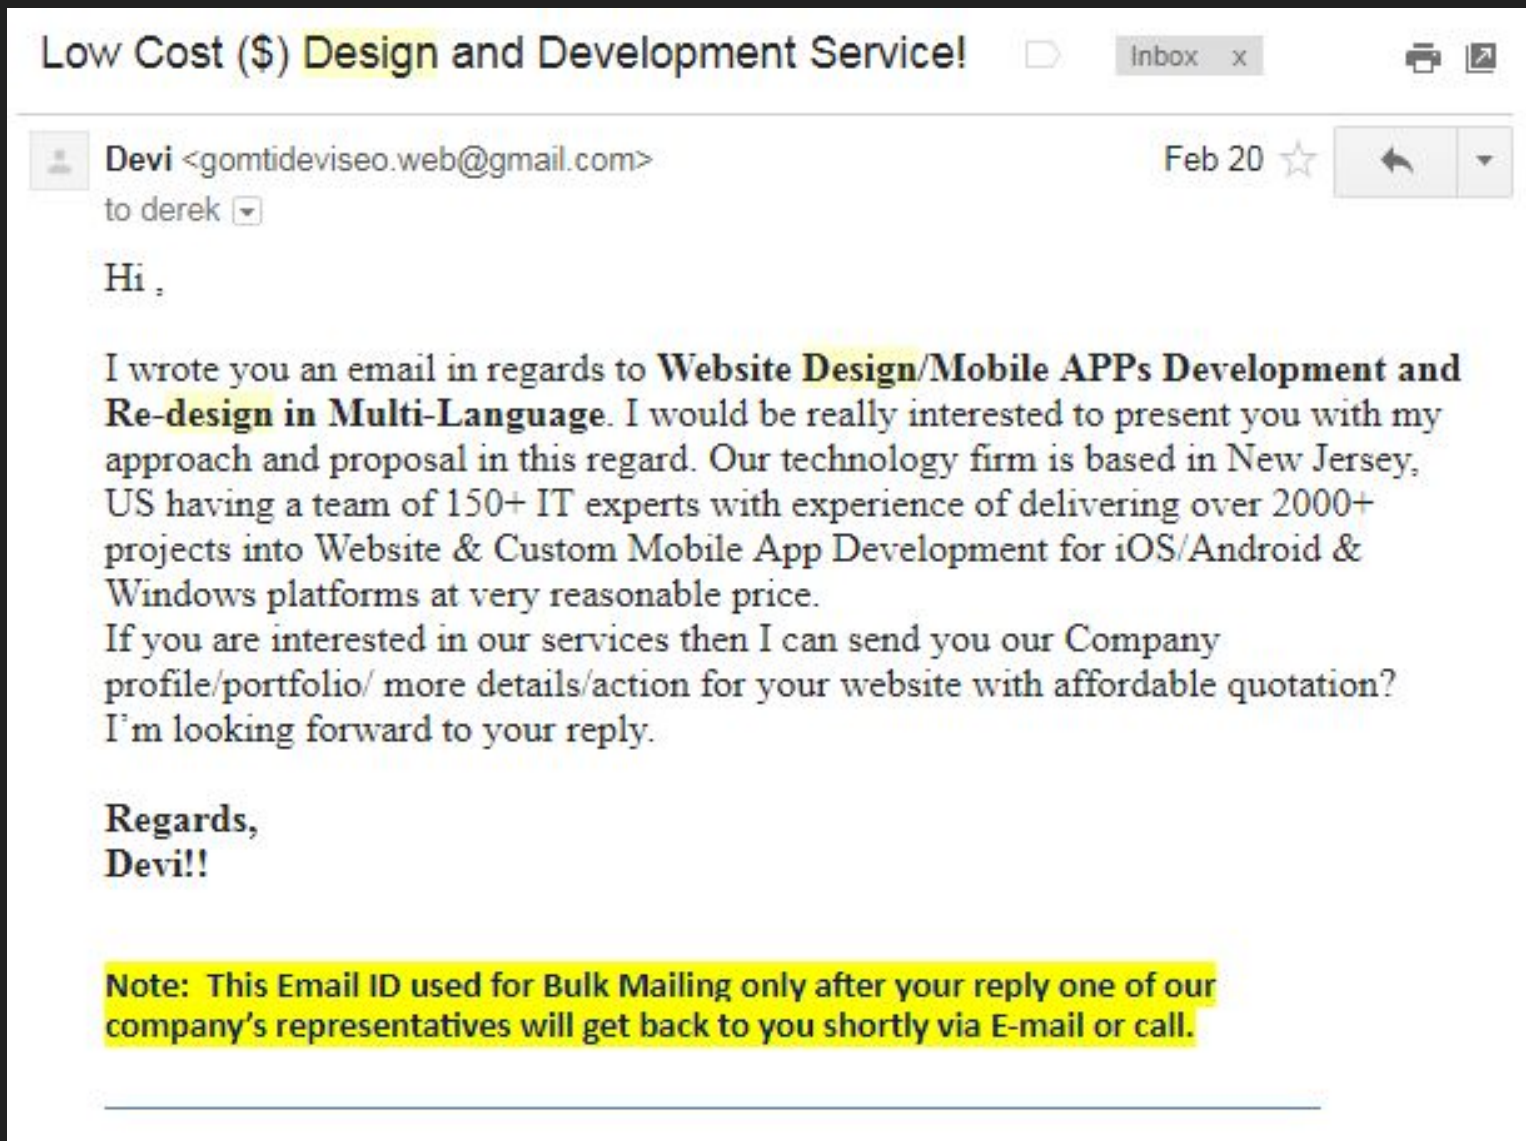 Low Cost ($) Design and Development Service!
Inbox x
Devi <gomtideviseo.web@gmail.com>
Feb 20
to derek
Hi ,
I wrote you an email in regards to Website Design/Mobile APPs Development and
Re-design in Multi-Language. I would be really interested to present you with my
approach and proposal in this regard. Our technology firm is based in New Jersey,
US having a team of 150+ IT experts with experience of delivering over 2000+
projects into Website & Custom Mobile App Development for iOS/Android &
Windows platforms at very reasonable price.
If you are interested in our services then I can send you our Company
profile/portfolio/ more details/action for your website with affordable quotation?
I'm looking forward to your reply.
Regards,
Devi!!
Note: This Email ID used for Bulk Mailing only after your reply one of our
company's representatives will get back to you shortly via E-mail or call.